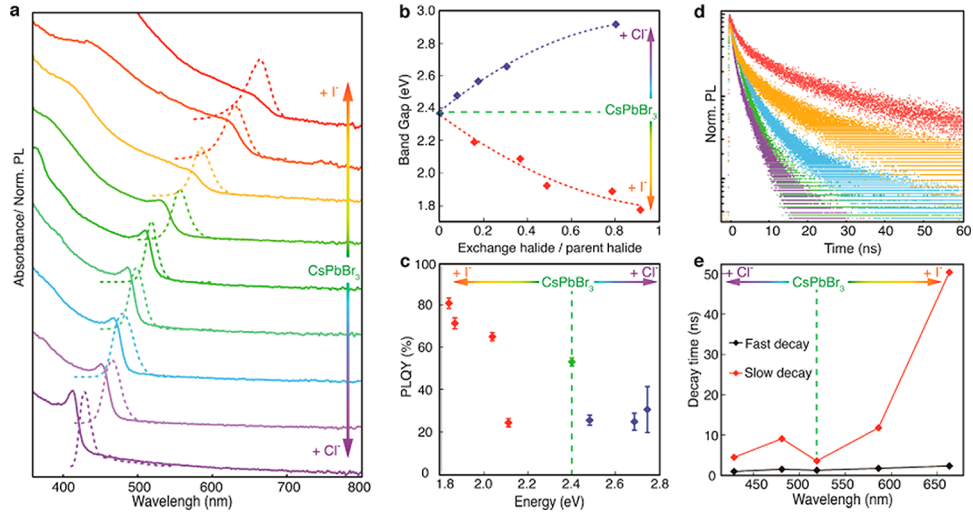 a
Absorbance/ Norm. PL
+ I⁻
CsPbBr₃
+ Cl⁻
400 500 600 700 800
Wavelengh (nm)
b
Band Gap (eV)
3.0
2.8
2.6
2.4
2.2
2.0
1.8
+ Cl⁻
CsPbBr₃
+ I⁻
0 0.2 0.4 0.6 0.8 1
Exchange halide / parent halide
c
PLQY (%)
100
80
60
40
20
0
+ I⁻ CsPbBr₃ + Cl⁻
1.8 2.0 2.2 2.4 2.6 2.8
Energy (eV)
d
Norm. PL
0 10 20 30 40 50 60
Time (ns)
e
Decay time (ns)
50
40
30
20
10
0
+ Cl⁻ CsPbBr₃ + I⁻
Fast decay
Slow decay
450 500 550 600 650
Wavelengh (nm)